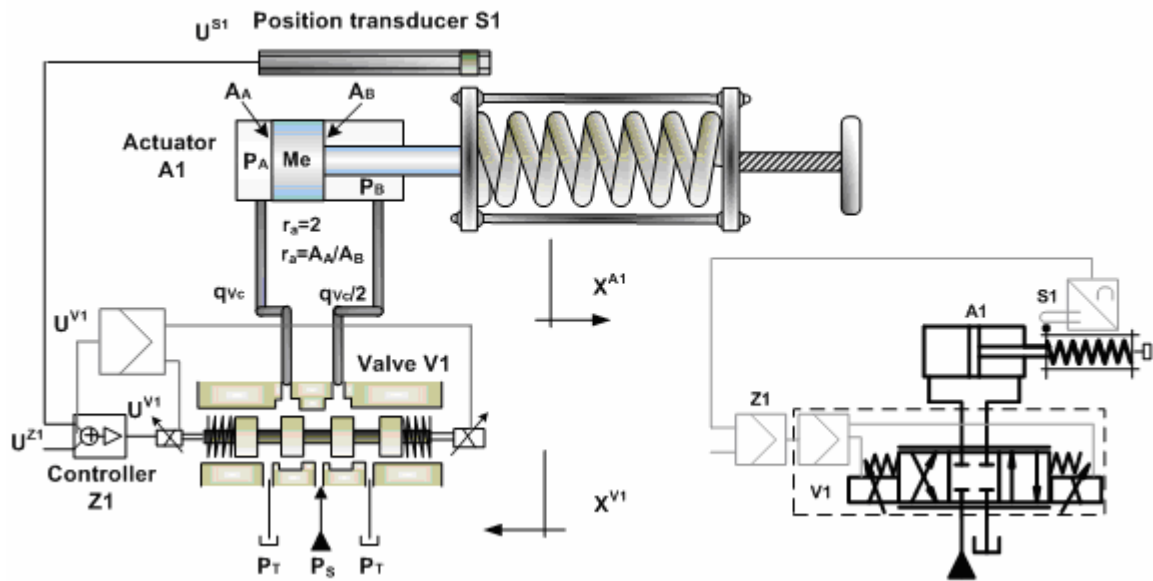 U^S1
Position transducer S1
A_A
A_B
Actuator
A1
P_A
Me
P_B
r_a=2
r_a=A_A/A_B
q_Vc
q_Vc/2
X^A1
S1
A1
U^V1
Valve V1
Z1
U^V1
U^Z1
Controller
Z1
X^V1
V1
P_T
P_S
P_T